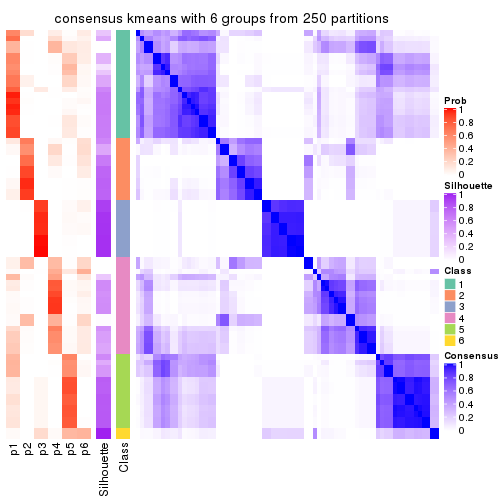 consensus kmeans with 6 groups from 250 partitions
Prob
1
0.8
0.6
0.4
0.2
0
Silhouette
1
0.8
0.6
0.4
0.2
0
Class
1
2
3
4
5
6
Consensus
1
0.8
0.6
0.4
0.2
0
p1
p2
p3
p4
p5
p6
Silhouette
Class